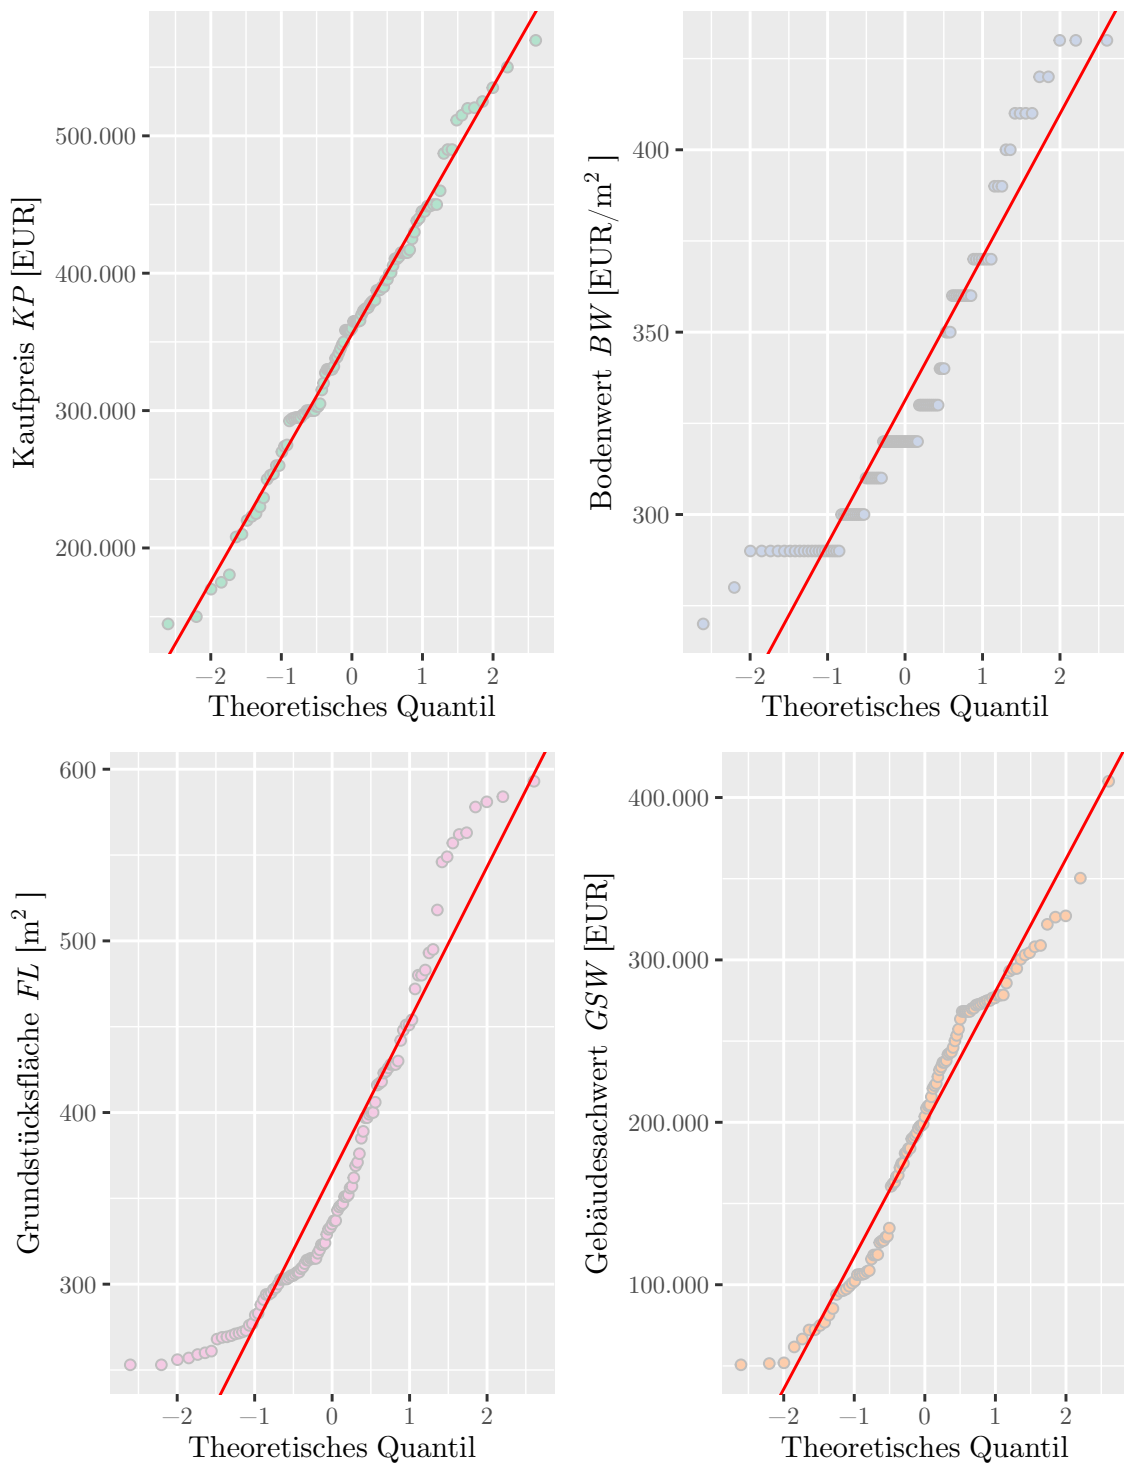 Kaufpreis KP [EUR]
500.000
400.000
300.000
200.000
−2 −1 0 1 2
Theoretisches Quantil
Bodenwert BW [EUR/m² ]
400
350
300
−2 −1 0 1 2
Theoretisches Quantil
Grundstücksfläche FL [m² ]
600
500
400
300
−2 −1 0 1 2
Theoretisches Quantil
Gebäudesachwert GSW [EUR]
400.000
300.000
200.000
100.000
−2 −1 0 1 2
Theoretisches Quantil